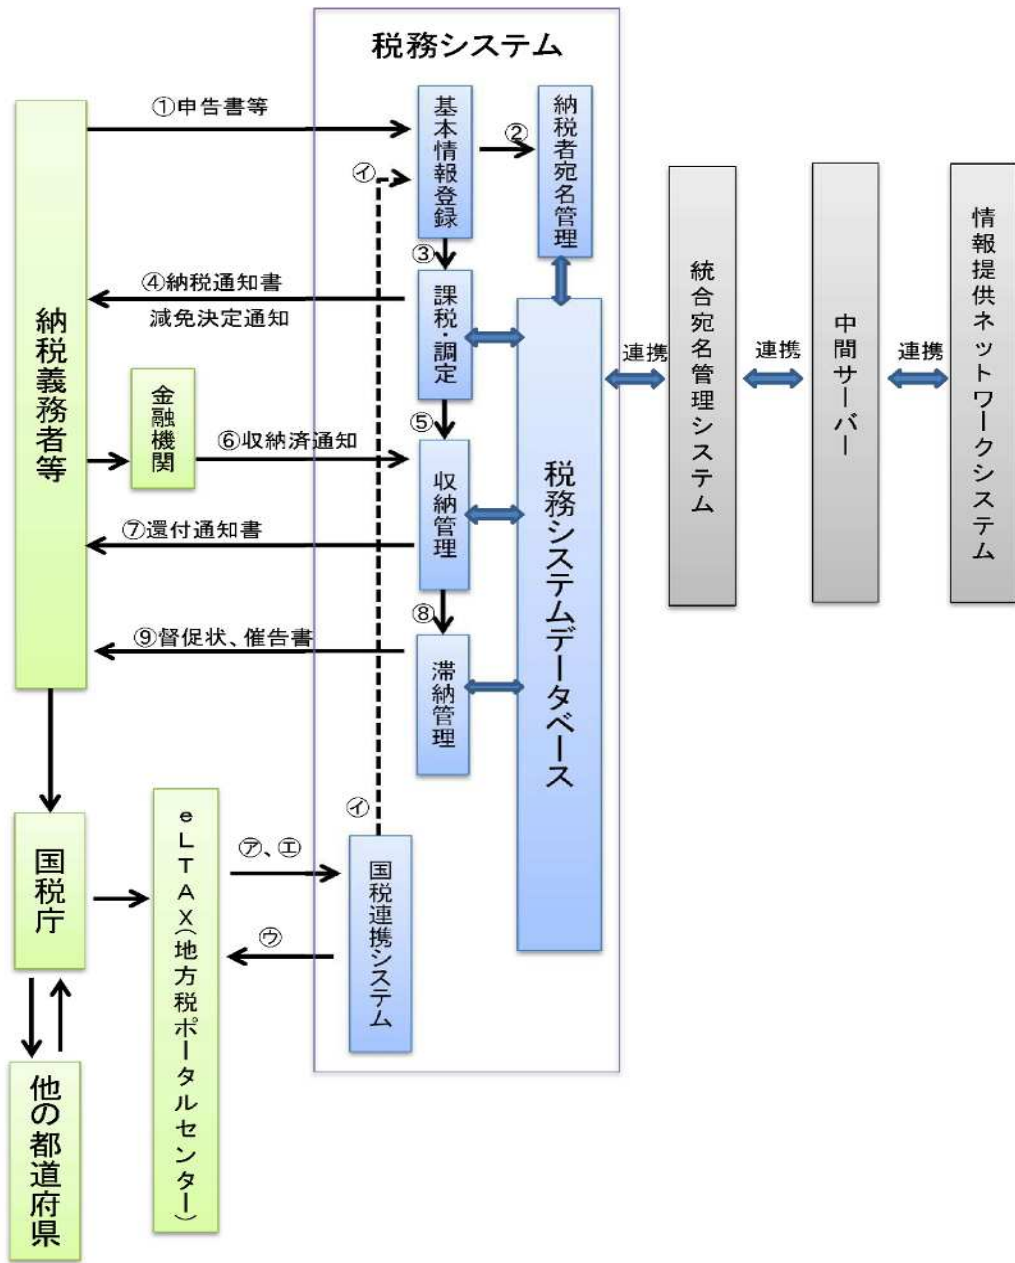 税務システム
①申告書等
基本情報登録
②
納税者宛名管理
㋑
③
④納税通知書
減免決定通知
課税・調定
納税義務者等
金融機関
⑤
⑥収納済通知
収納管理
⑦還付通知書
⑧
⑨督促状、催告書
滞納管理
税務システムデータベース
連携
統合宛名管理システム
連携
中間サーバー
連携
情報提供ネットワークシステム
㋑
国税庁
eLTAX(地方税ポータルセンター)
㋐、㋓
㋒
国税連携システム
他の都道府県